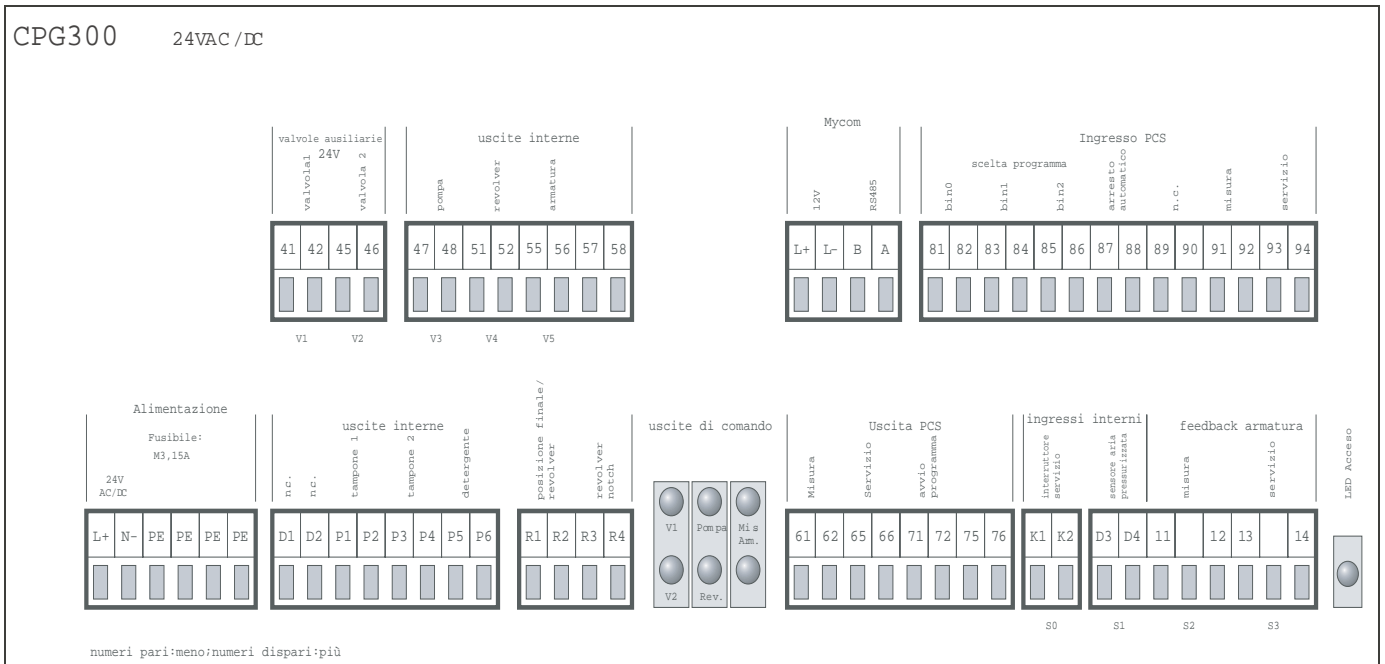 CPG300 24VAC/DC
valvole ausiliarie
24V
valvola1
valvola 2
41 42 45 46
V1 V2
uscite interne
pompa
revolver
armatura
47 48 51 52 55 56 57 58
V3 V4 V5
Mycom
12V
RS485
L+ L- B A
Ingresso PCS
scelta programma
bin0
bin1
bin2
arresto
automatico
n.c.
misura
servizio
81 82 83 84 85 86 87 88 89 90 91 92 93 94
Alimentazione
Fusibile:
M3,15A
24V
AC/DC
L+ N- PE PE PE PE
uscite interne
n.c.
n.c.
tampone 1
tampone 2
detergente
D1 D2 P1 P2 P3 P4 P5 P6
posizione finale/
revolver
revolver
notch
R1 R2 R3 R4
uscite di comando
V1 Pompa Mis
Arm.
V2 Rev.
Uscita PCS
Misura
Servizio
avvio
programma
61 62 65 66 71 72 75 76
ingressi interni
interruttore
servizio
sensore aria
pressurizzata
K1 K2
S0
feedback armatura
misura
servizio
D3 D4 11 12 13 14
S1 S2 S3
LED Acceso
numeri pari:meno;numeri dispari:più